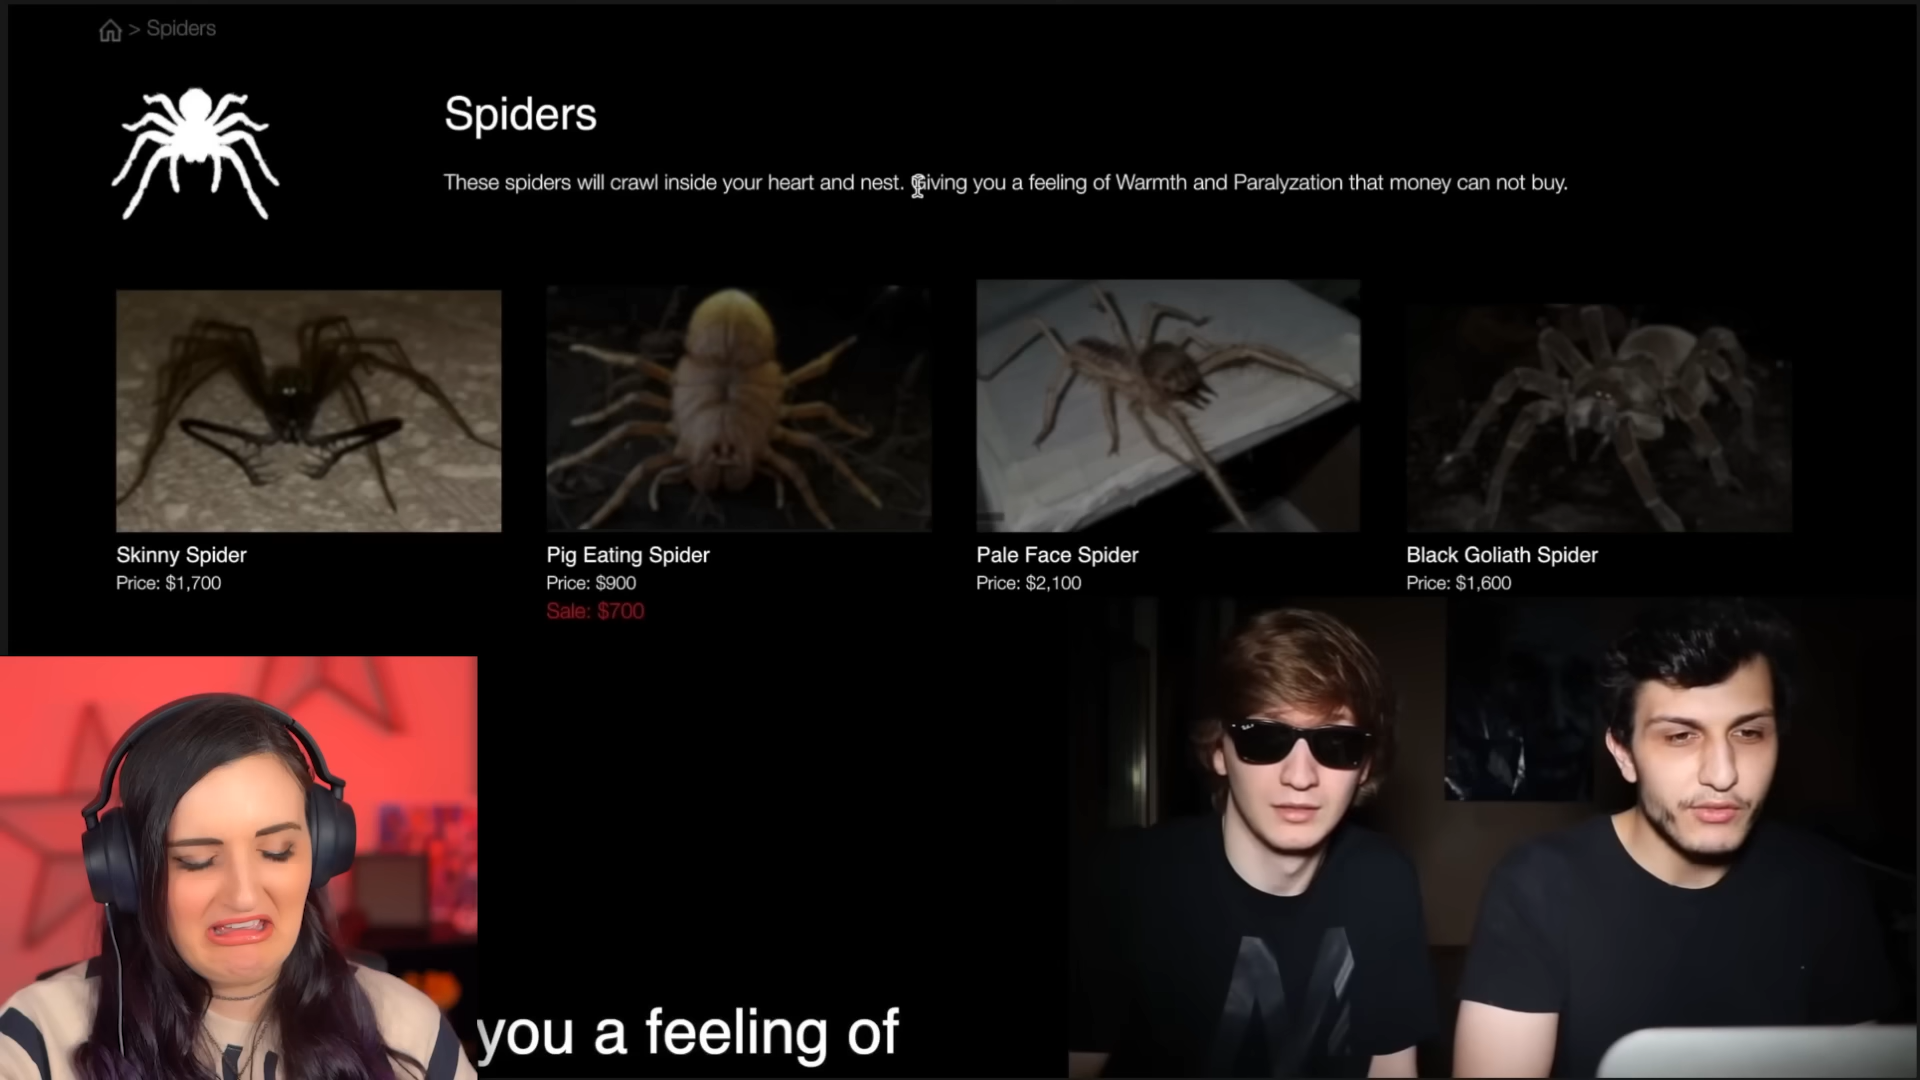 > Spiders
Spiders
These spiders will crawl inside your heart and nest. Giving you a feeling of Warmth and Paralyzation that money can not buy.
Skinny Spider
Price: $1,700
Pig Eating Spider
Price: $900
Sale: $700
Pale Face Spider
Price: $2,100
Black Goliath Spider
Price: $1,600
you a feeling of